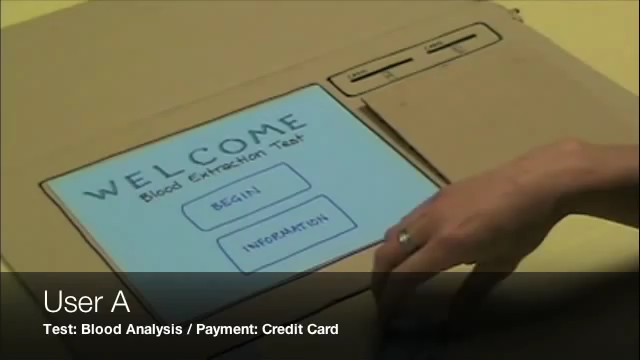 WELCOME
Blood Extraction Test
BEGIN
INFORMATION
User A
Test: Blood Analysis / Payment: Credit Card